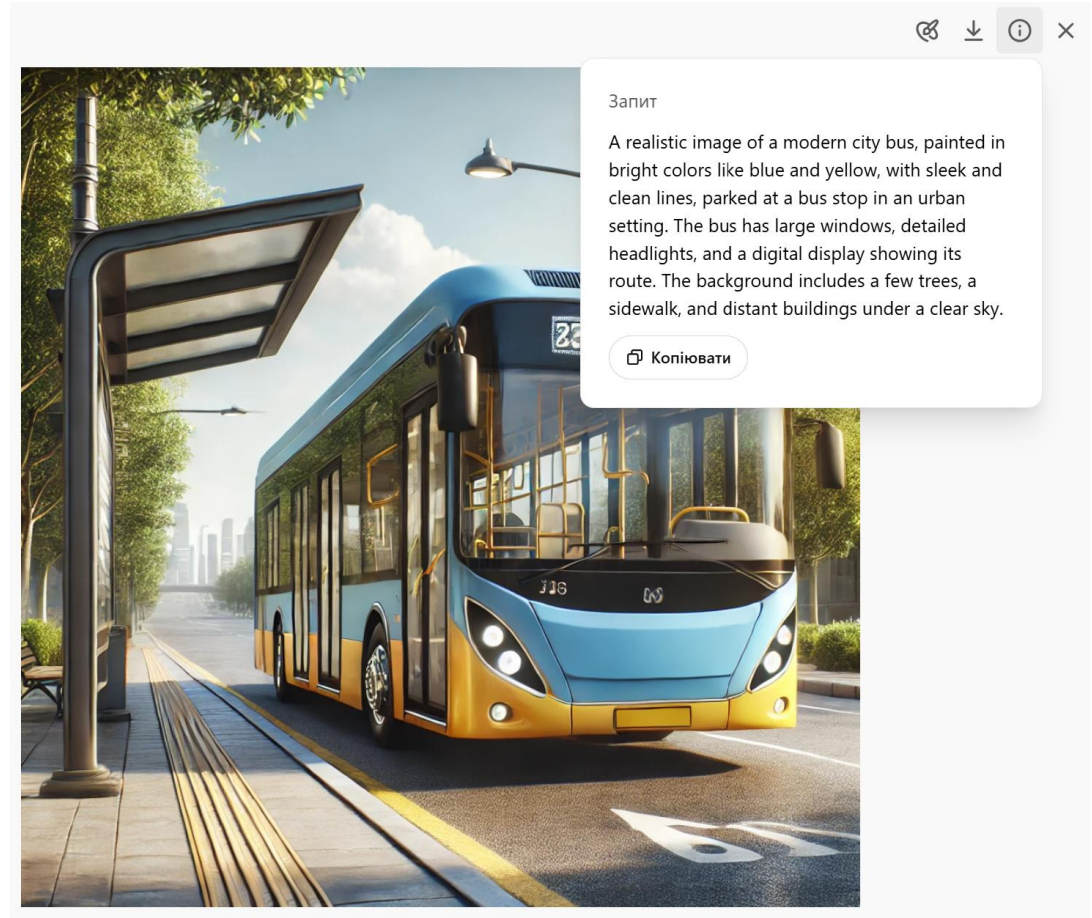 Запит
A realistic image of a modern city bus, painted in
bright colors like blue and yellow, with sleek and
clean lines, parked at a bus stop in an urban
setting. The bus has large windows, detailed
headlights, and a digital display showing its
route. The background includes a few trees, a
sidewalk, and distant buildings under a clear sky.
Копіювати